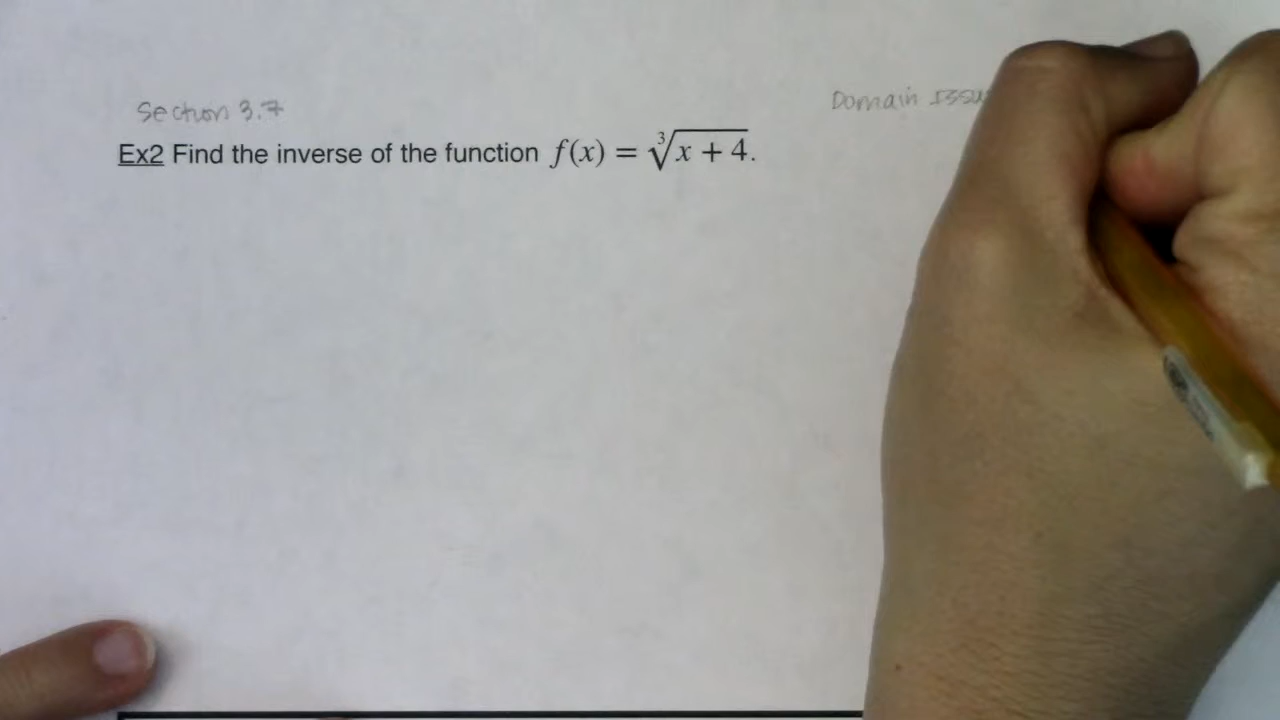 Section 3.7
Domain
Ex2 Find the inverse of the function f(x) = ∛(x + 4).